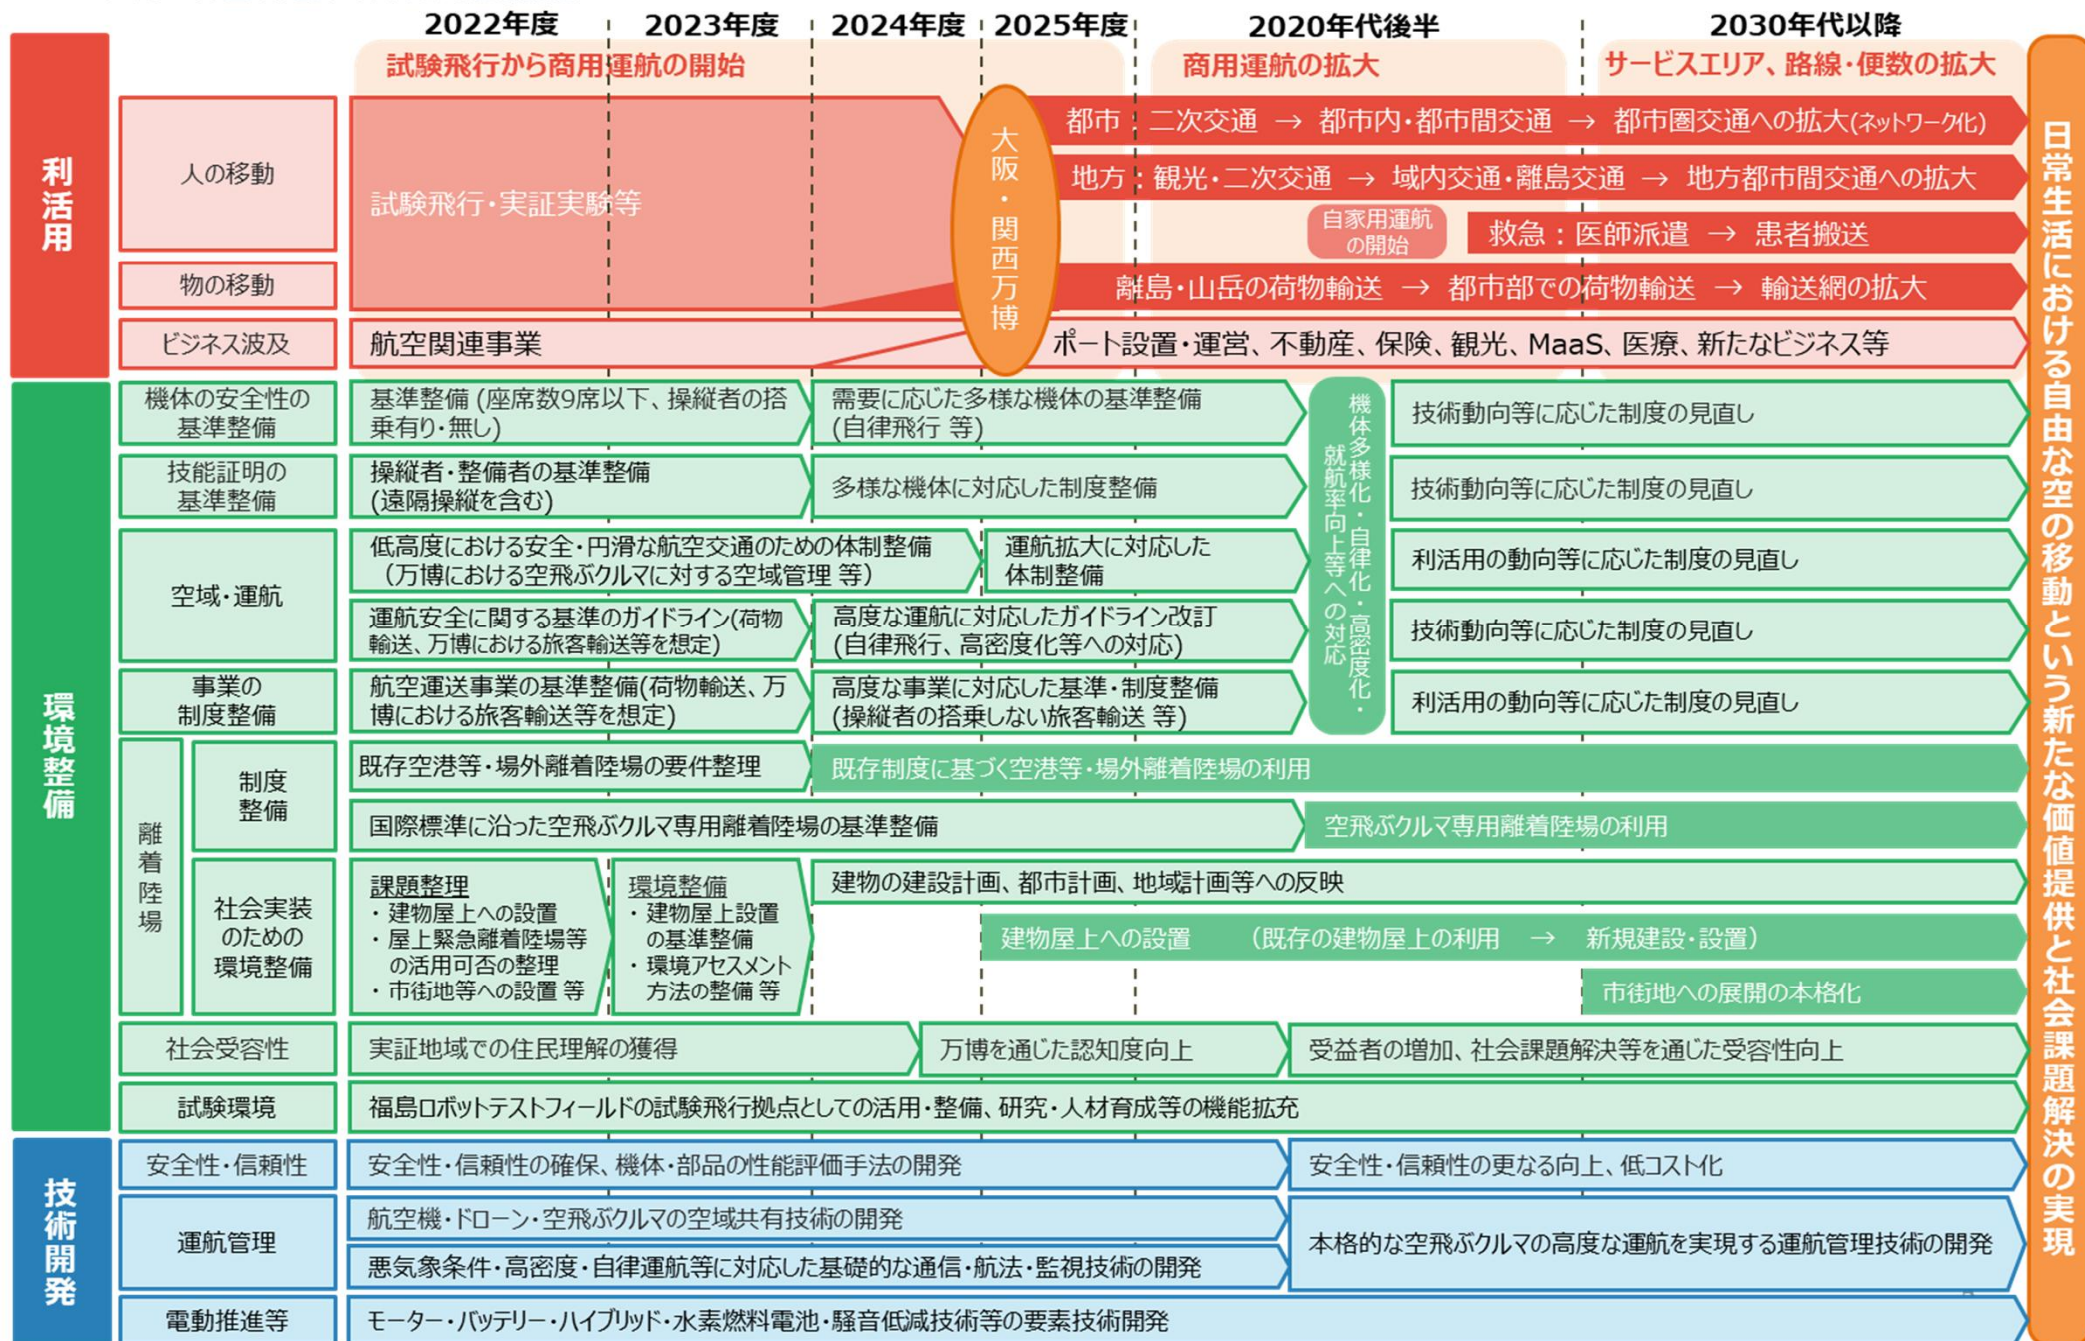 2022年度
2023年度
2024年度
2025年度
2020年代後半
2030年代以降
試験飛行から商用運航の開始
商用運航の拡大
サービスエリア、路線・便数の拡大
利活用
人の移動
試験飛行・実証実験等
大阪・関西万博
都市：二次交通 → 都市内・都市間交通 → 都市圏交通への拡大(ネットワーク化)
地方：観光・二次交通 → 域内交通・離島交通 → 地方都市間交通への拡大
自家用運航
の開始
救急：医師派遣 → 患者搬送
物の移動
離島・山岳の荷物輸送 → 都市部での荷物輸送 → 輸送網の拡大
ビジネス波及
航空関連事業
ポート設置・運営、不動産、保険、観光、MaaS、医療、新たなビジネス等
環境整備
機体の安全性の
基準整備
基準整備 (座席数9席以下、操縦者の搭
乗有り・無し)
需要に応じた多様な機体の基準整備
(自律飛行 等)
機体多様化・自律化・高密度化・
就航率向上等への対応
技術動向等に応じた制度の見直し
技能証明の
基準整備
操縦者・整備者の基準整備
(遠隔操縦を含む)
多様な機体に対応した制度整備
技術動向等に応じた制度の見直し
空域・運航
低高度における安全・円滑な航空交通のための体制整備
（万博における空飛ぶクルマに対する空域管理 等）
運航拡大に対応した
体制整備
利活用の動向等に応じた制度の見直し
運航安全に関する基準のガイドライン(荷物
輸送、万博における旅客輸送等を想定)
高度な運航に対応したガイドライン改訂
(自律飛行、高密度化等への対応)
技術動向等に応じた制度の見直し
事業の
制度整備
航空運送事業の基準整備(荷物輸送、万
博における旅客輸送等を想定)
高度な事業に対応した基準・制度整備
(操縦者の搭乗しない旅客輸送 等)
利活用の動向等に応じた制度の見直し
離着陸場
制度
整備
既存空港等・場外離着陸場の要件整理
既存制度に基づく空港等・場外離着陸場の利用
国際標準に沿った空飛ぶクルマ専用離着陸場の基準整備
空飛ぶクルマ専用離着陸場の利用
社会実装
のための
環境整備
課題整理
・建物屋上への設置
・屋上緊急離着陸場等
の活用可否の整理
・市街地等への設置 等
環境整備
・建物屋上設置
の基準整備
・環境アセスメント
方法の整備 等
建物の建設計画、都市計画、地域計画等への反映
建物屋上への設置 （既存の建物屋上の利用 → 新規建設・設置）
市街地への展開の本格化
社会受容性
実証地域での住民理解の獲得
万博を通じた認知度向上
受益者の増加、社会課題解決等を通じた受容性向上
試験環境
福島ロボットテストフィールドの試験飛行拠点としての活用・整備、研究・人材育成等の機能拡充
技術開発
安全性・信頼性
安全性・信頼性の確保、機体・部品の性能評価手法の開発
安全性・信頼性の更なる向上、低コスト化
運航管理
航空機・ドローン・空飛ぶクルマの空域共有技術の開発
悪気象条件・高密度・自律運航等に対応した基礎的な通信・航法・監視技術の開発
本格的な空飛ぶクルマの高度な運航を実現する運航管理技術の開発
電動推進等
モーター・バッテリー・ハイブリッド・水素燃料電池・騒音低減技術等の要素技術開発
日常生活における自由な空の移動という新たな価値提供と社会課題解決の実現